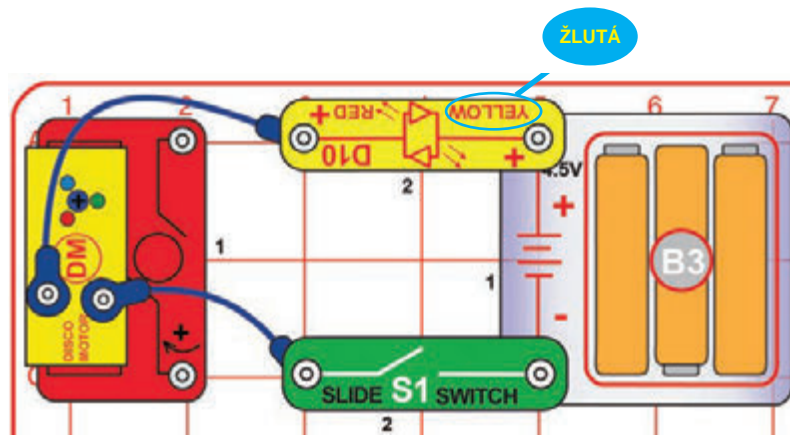 ŽLUTÁ
1 2 3 4 5 6 7
+ RED YELLOW
D10 +
2
4.5V
+
DM
DISCO
MOTOR
+
1
1
B3
-
SLIDE S1 SWITCH
2